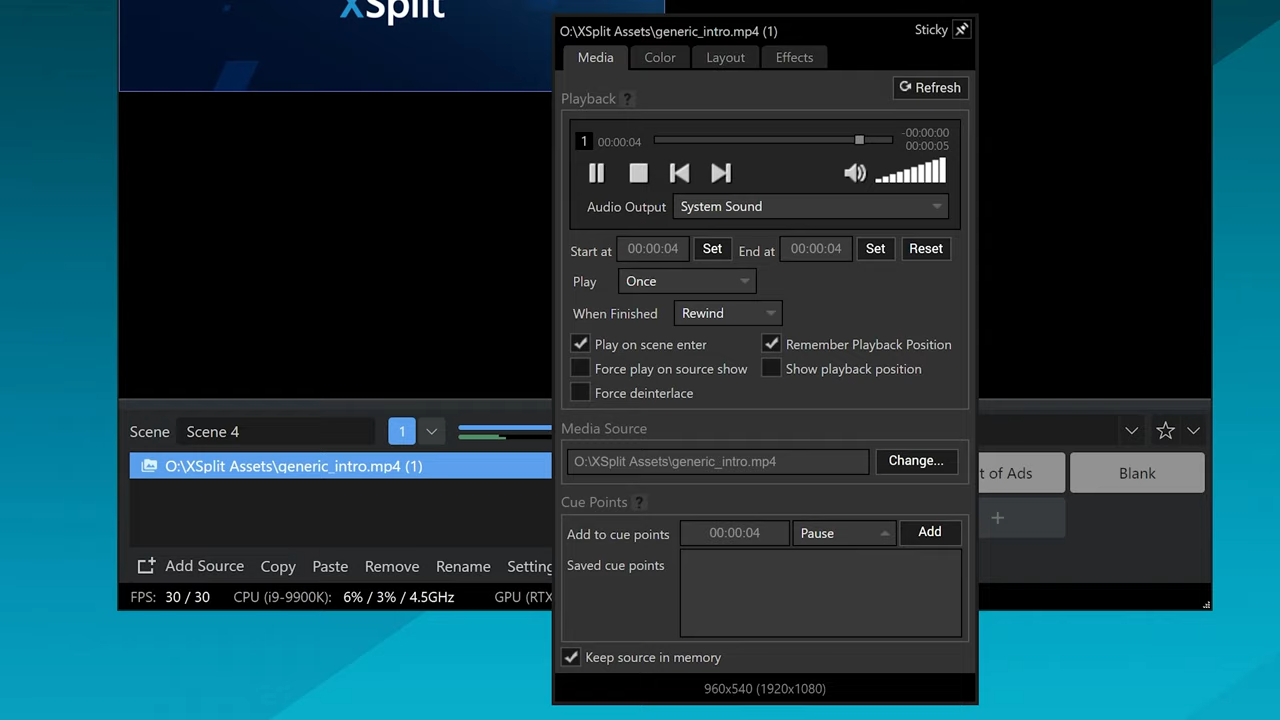 XSplit
O:\XSplit Assets\generic_intro.mp4 (1)
Sticky
Media
Color
Layout
Effects
Refresh
Playback ?
1 00:00:04
-00:00:00
00:00:05
Audio Output System Sound
Start at 00:00:04 Set End at 00:00:04 Set Reset
Play Once
When Finished Rewind
Play on scene enter
Remember Playback Position
Force play on source show
Show playback position
Force deinterlace
Media Source
O:\XSplit Assets\generic_intro.mp4 Change...
Cue Points ?
Add to cue points 00:00:04 Pause Add
Saved cue points
Keep source in memory
960x540 (1920x1080)
Scene Scene 4 1
O:\XSplit Assets\generic_intro.mp4 (1)
t of Ads
Blank
Add Source Copy Paste Remove Rename Setting
FPS: 30 / 30 CPU (i9-9900K): 6% / 3% / 4.5GHz GPU (RTX